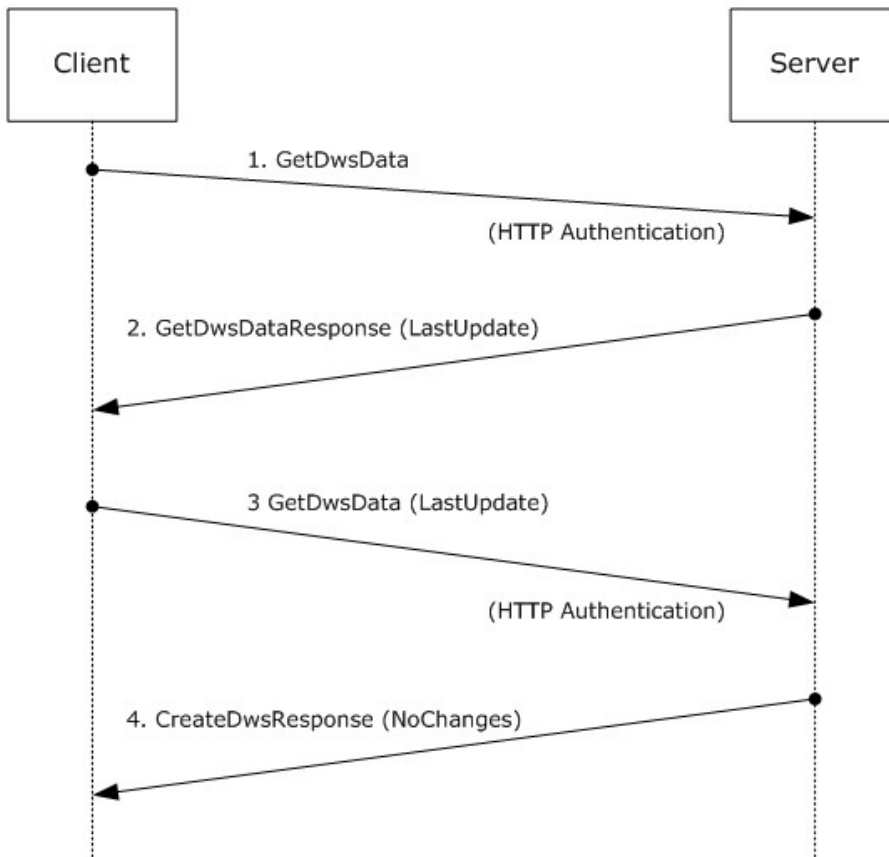 Client
Server
1. GetDwsData
(HTTP Authentication)
2. GetDwsDataResponse (LastUpdate)
3 GetDwsData (LastUpdate)
(HTTP Authentication)
4. CreateDwsResponse (NoChanges)